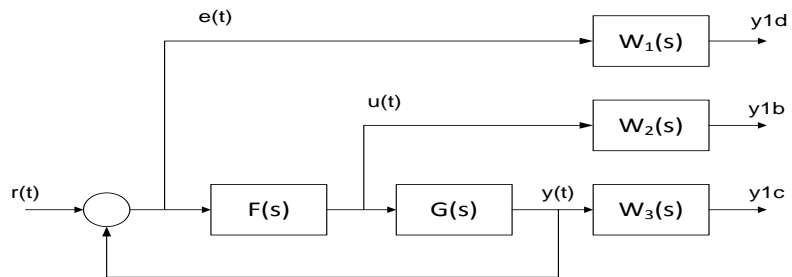 e(t)
W₁(s)
y1d
u(t)
W₂(s)
y1b
r(t)
F(s)
G(s)
y(t)
W₃(s)
y1c